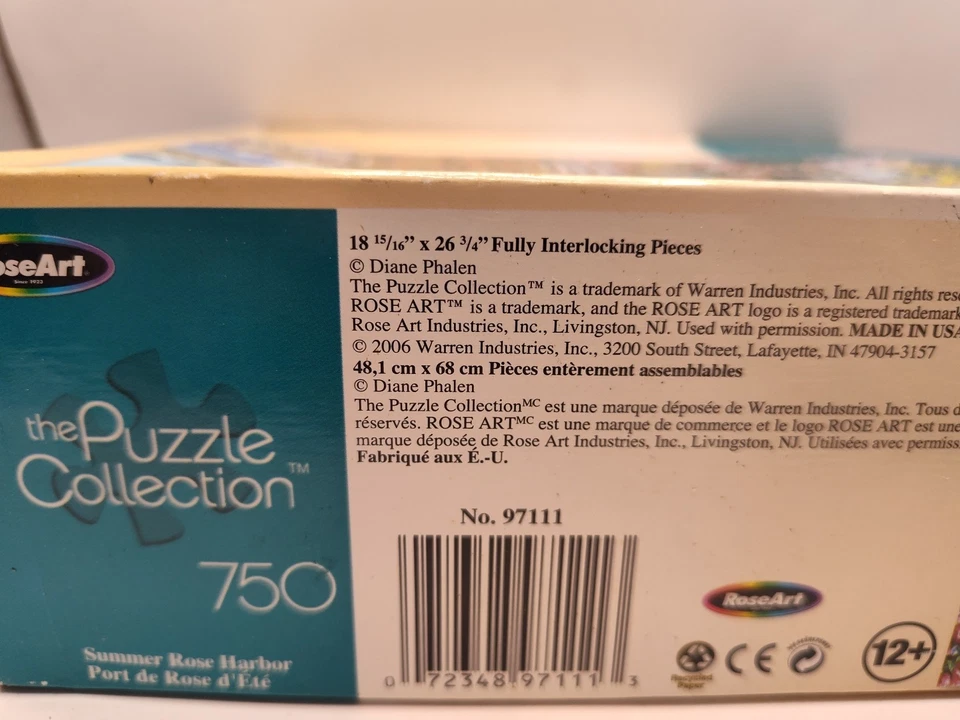 oseArt
Since 1923
the Puzzle
Collection™
750
Summer Rose Harbor
Port de Rose d'Été
18 15/16” x 26 3/4” Fully Interlocking Pieces
© Diane Phalen
The Puzzle Collection™ is a trademark of Warren Industries, Inc. All rights rese
ROSE ART™ is a trademark, and the ROSE ART logo is a registered trademark
Rose Art Industries, Inc., Livingston, NJ. Used with permission. MADE IN USA
© 2006 Warren Industries, Inc., 3200 South Street, Lafayette, IN 47904-3157
48,1 cm x 68 cm Pièces entèrement assemblables
© Diane Phalen
The Puzzle CollectionMC est une marque déposée de Warren Industries, Inc. Tous d
réservés. ROSE ARTMC est une marque de commerce et le logo ROSE ART est une
marque déposée de Rose Art Industries, Inc., Livingston, NJ. Utilisées avec permiss
Fabriqué aux É.-U.
No. 97111
0 72348 97111 3
RoseArt
Recycled
Paper
CE
12+